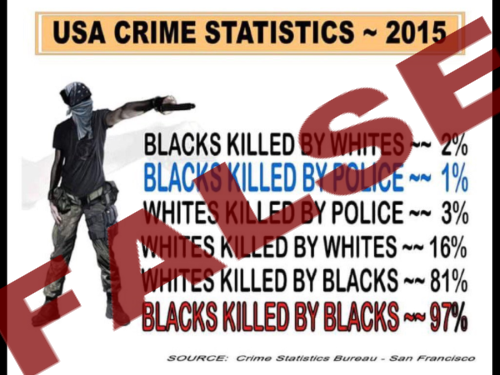 USA CRIME STATISTICS ~ 2015
BLACKS KILLED BY WHITES ~~ 2%
BLACKS KILLED BY POLICE ~~ 1%
WHITES KILLED BY POLICE ~~ 3%
WHITES KILLED BY WHITES ~~ 16%
WHITES KILLED BY BLACKS ~~ 81%
BLACKS KILLED BY BLACKS ~~ 97%
SOURCE: Crime Statistics Bureau - San Francisco
FALSE